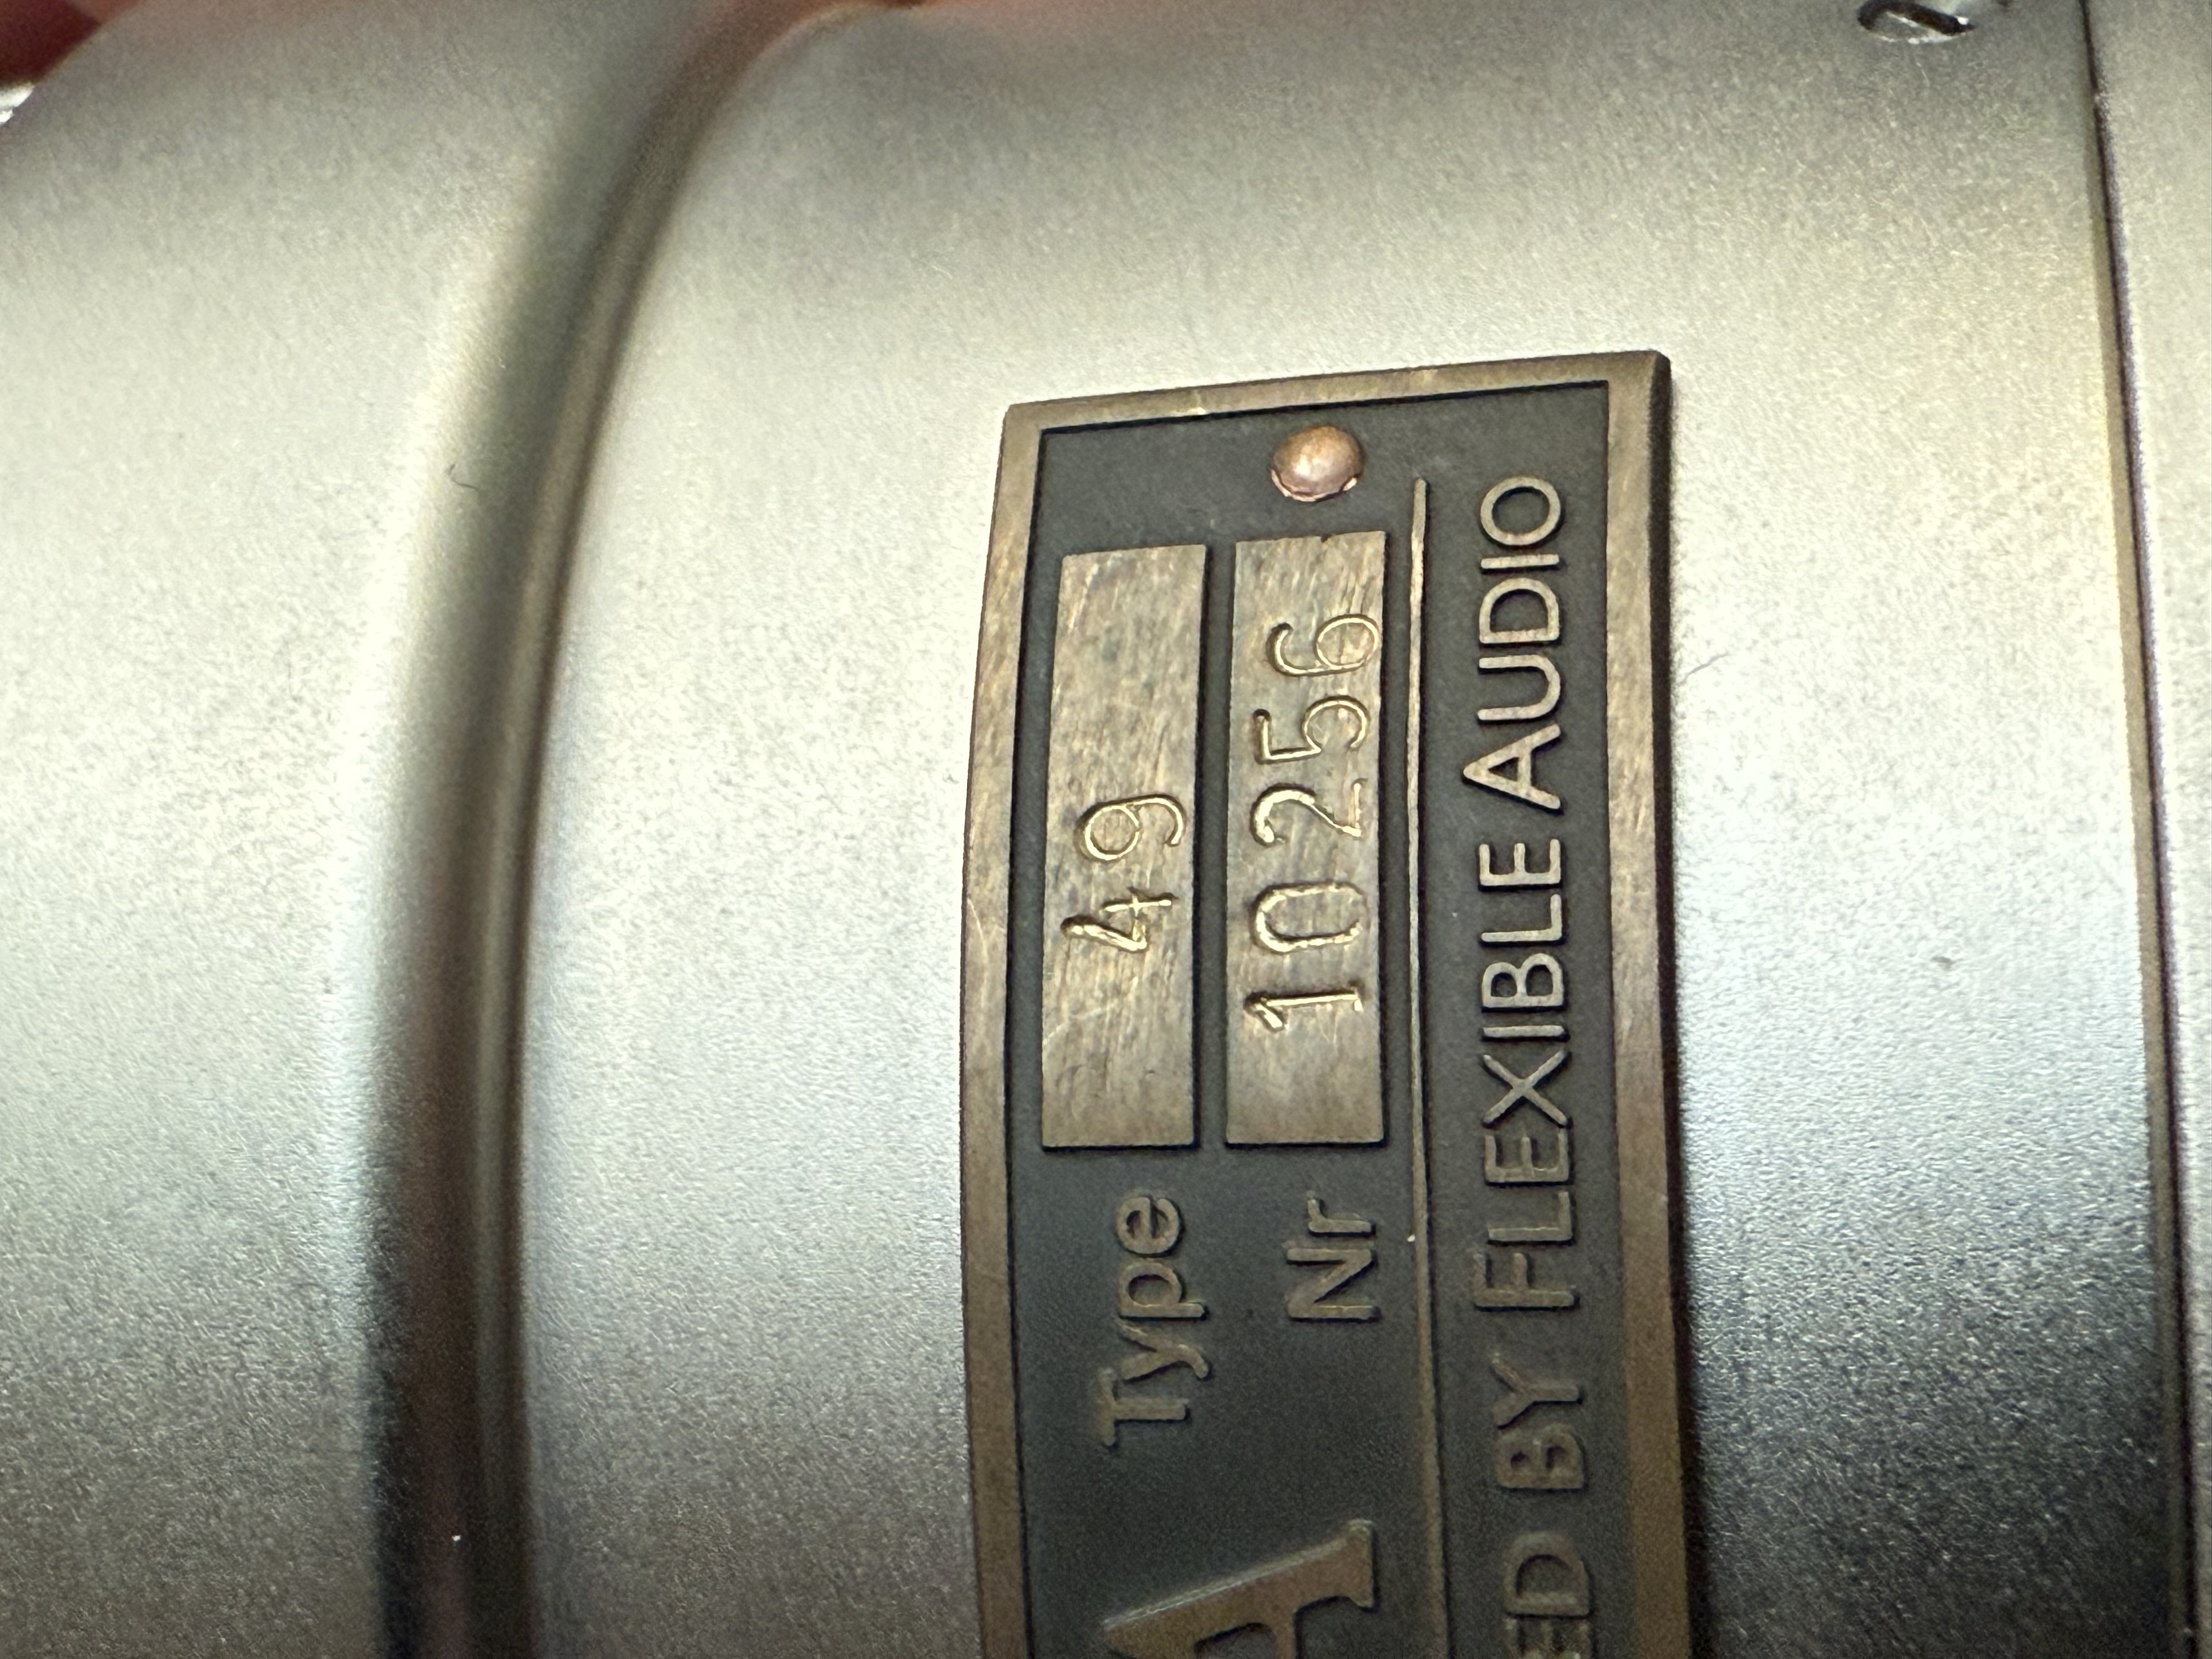 Type 49
Nr 10256
A
ED BY FLEXIBLE AUDIO